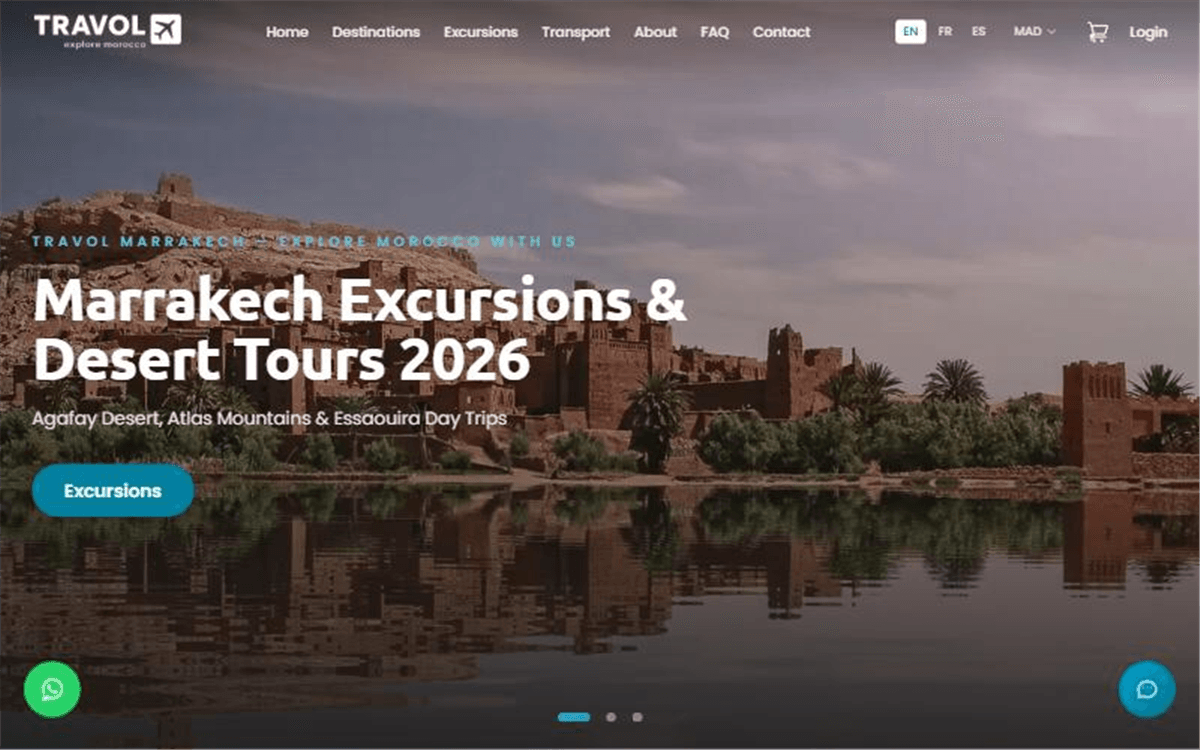 TRAVOL
explore morocco
Home Destinations Excursions Transport About FAQ Contact
EN FR ES MAD Login
TRAVOL MARRAKECH — EXPLORE MOROCCO WITH US
Marrakech Excursions &
Desert Tours 2026
Agafay Desert, Atlas Mountains & Essaouira Day Trips
Excursions